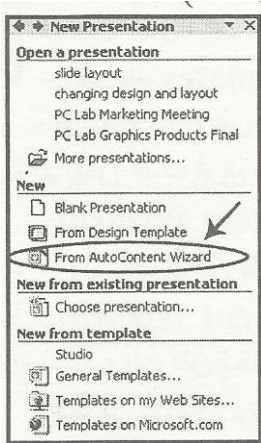 New Presentation
Open a presentation
slide layout
changing design and layout
PC Lab Marketing Meeting
PC Lab Graphics Products Final
More presentations...
New
Blank Presentation
From Design Template
From AutoContent Wizard
New from existing presentation
Choose presentation...
New from template
Studio
General Templates...
Templates on my Web Sites...
Templates on Microsoft.com